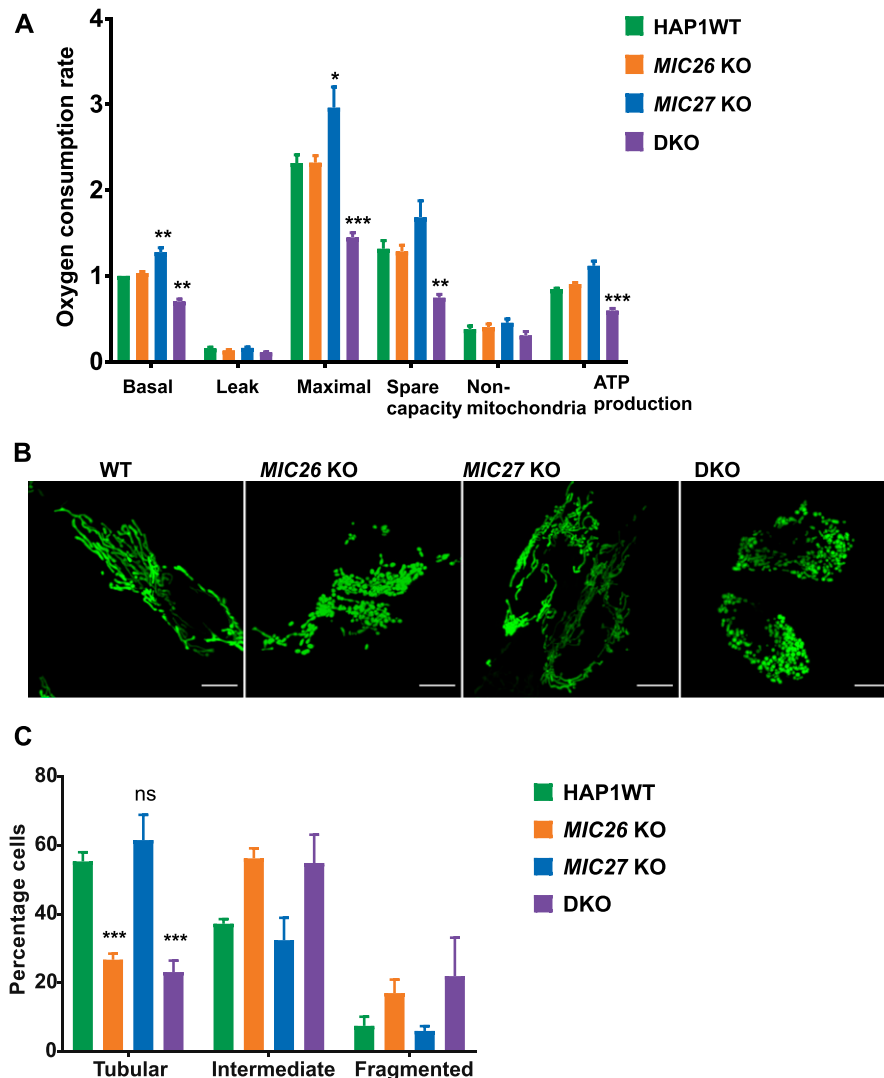 A
Oxygen consumption rate
4
3
2
1
0
** **
* ***
**
***
Basal Leak Maximal Spare capacity Non-mitochondria ATP production
HAP1WT
MIC26 KO
MIC27 KO
DKO
B
WT MIC26 KO MIC27 KO DKO
C
Percentage cells
80
60
40
20
0
*** ns ***
Tubular Intermediate Fragmented
HAP1WT
MIC26 KO
MIC27 KO
DKO